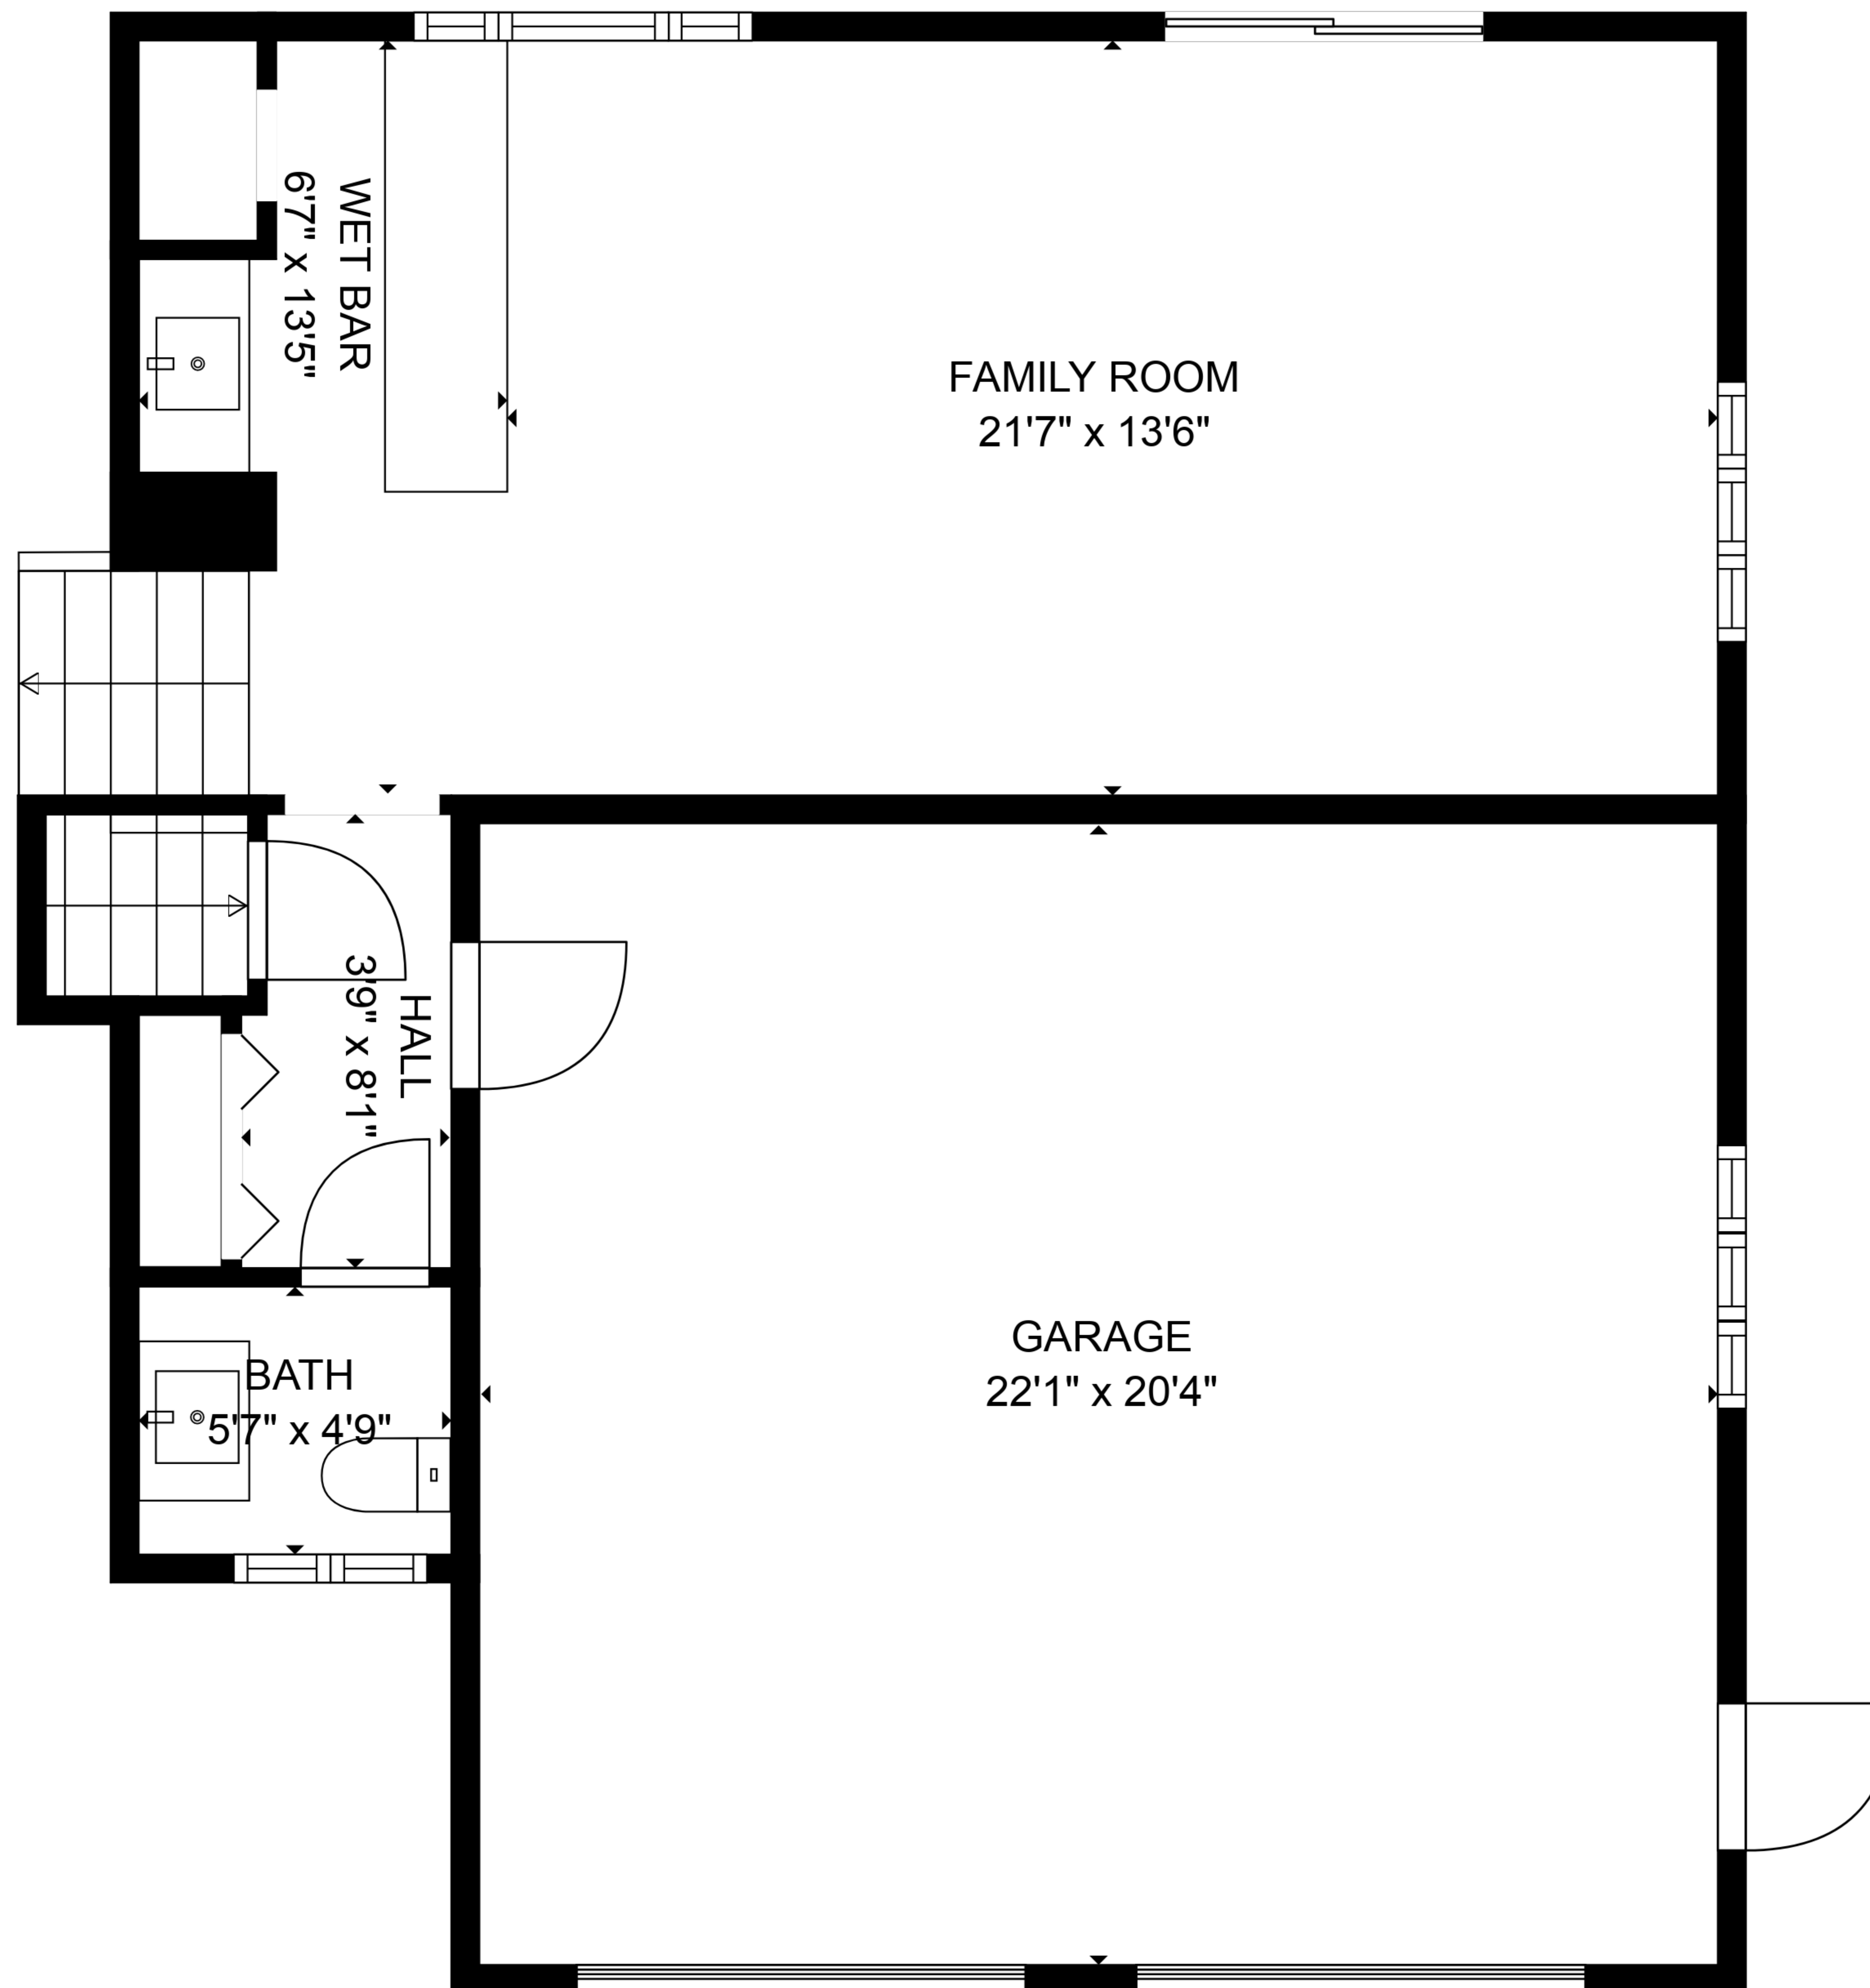 WET BAR
6'7" x 13'5"
FAMILY ROOM
21'7" x 13'6"
HALL
3'9" x 8'1"
GARAGE
22'1" x 20'4"
BATH
5'7" x 4'9"